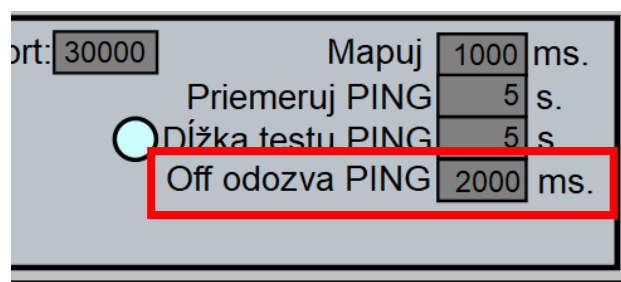 ort: 30000 Mapuj 1000 ms.
Priemeruj PING 5 s.
Dĺžka testu PING 5 s
Off odozva PING 2000 ms.